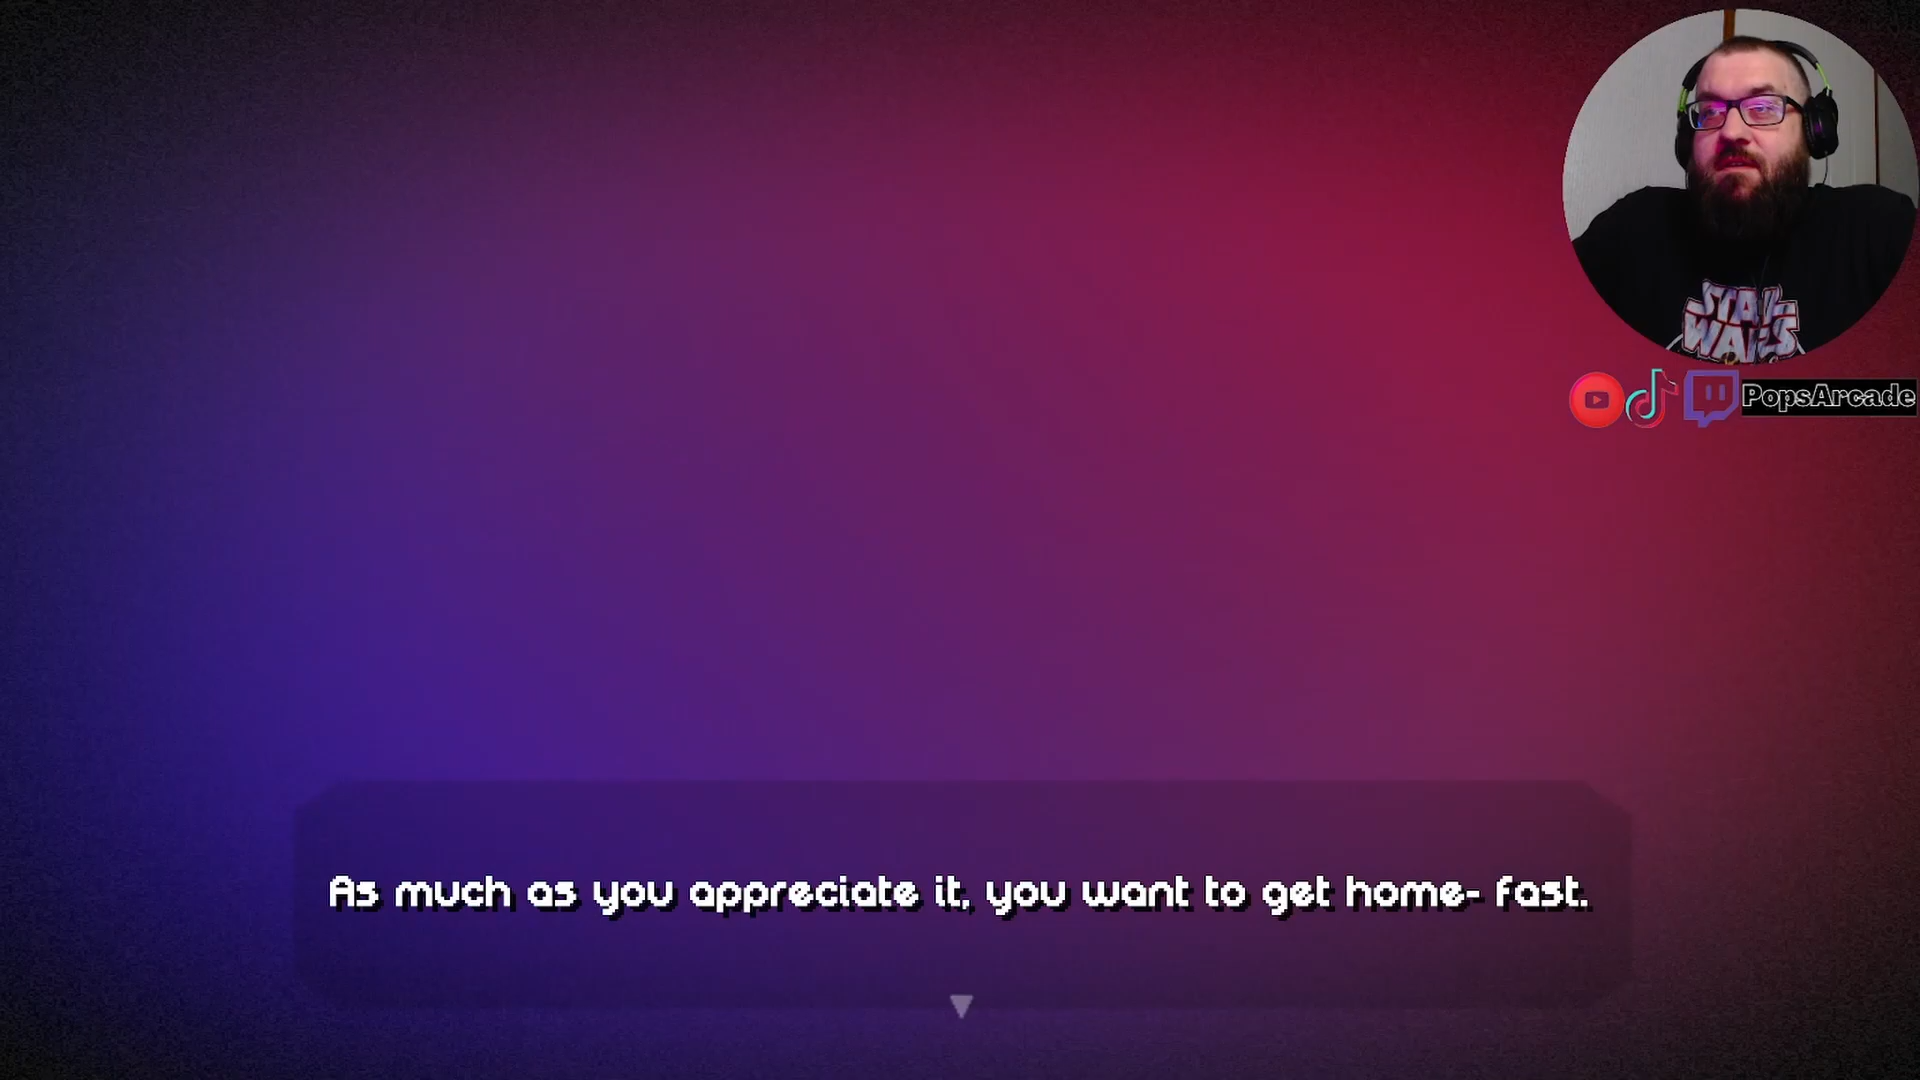 STAR
WARS
PopsArcade
As much as you appreciate it, you want to get home- fast.